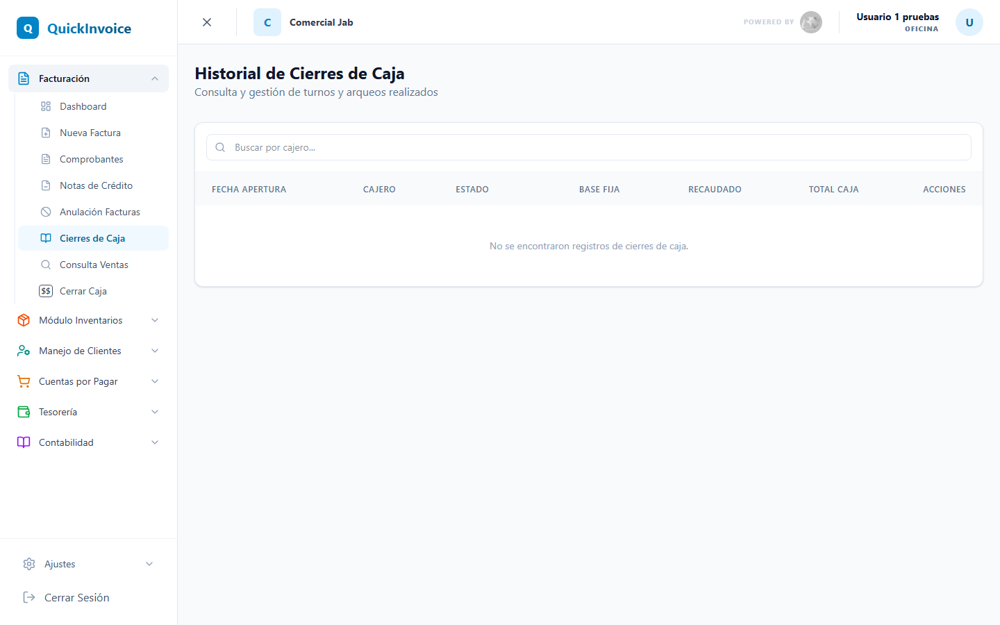 Q QuickInvoice
Facturación
Dashboard
Nueva Factura
Comprobantes
Notas de Crédito
Anulación Facturas
Cierres de Caja
Consulta Ventas
$$ Cerrar Caja
Módulo Inventarios
Manejo de Clientes
Cuentas por Pagar
Tesorería
Contabilidad
Ajustes
Cerrar Sesión
C Comercial Jab
POWERED BY
Usuario 1 pruebas
OFICINA
U
Historial de Cierres de Caja
Consulta y gestión de turnos y arqueos realizados
Buscar por cajero...
FECHA APERTURA CAJERO ESTADO BASE FIJA RECAUDADO TOTAL CAJA ACCIONES
No se encontraron registros de cierres de caja.